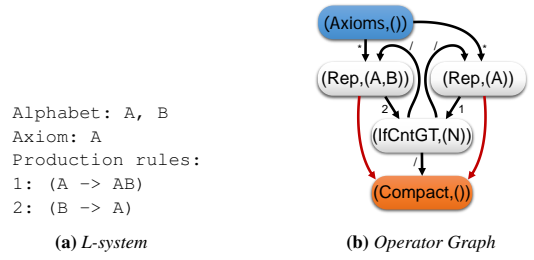 Alphabet: A, B
Axiom: A
Production rules:
1: (A -> AB)
2: (B -> A)
(a) L-system
(Axioms,())
* / / *
(Rep,(A,B)) (Rep,(A))
2 1
(IfCntGT,(N))
/
(Compact,())
(b) Operator Graph